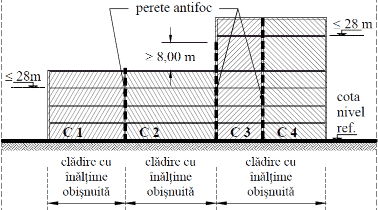 perete antifoc
≤ 28 m
> 8,00 m
≤ 28m
cota
nivel
ref.
C 1
C 2
C 3
C 4
clădire cu
înălțime
obișnuită
clădire cu
înălțime
obișnuită
clădire cu
înălțime
obișnuită